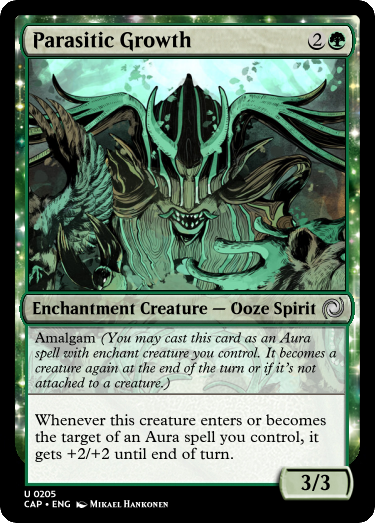 Parasitic Growth 2
Enchantment Creature — Ooze Spirit
Amalgam (You may cast this card as an Aura
spell with enchant creature you control. It becomes a
creature again at the end of the turn or if it's not
attached to a creature.)
Whenever this creature enters or becomes
the target of an Aura spell you control, it
gets +2/+2 until end of turn.
3/3
U 0205
CAP • ENG Mikael Hankonen